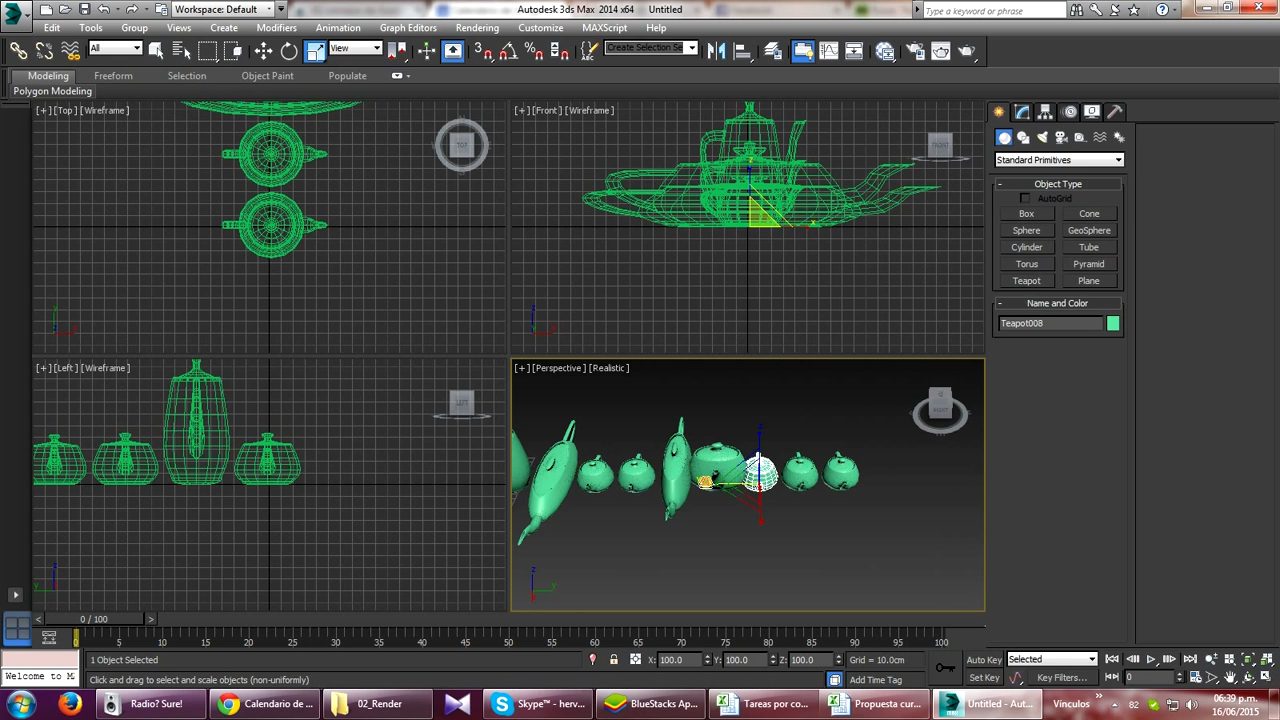 Workspace: Default
Autodesk 3ds Max 2014 x64    Untitled
Type a keyword or phrase
Edit Tools Group Views Create Modifiers Animation Graph Editors Rendering Customize MAXScript Help
All View Create Selection Se
Modeling Freeform Selection Object Paint Populate
Polygon Modeling
[+] [Top] [Wireframe]
TOP
[+] [Front] [Wireframe]
FRONT
Standard Primitives
- Object Type
AutoGrid
Box Cone
Sphere GeoSphere
Cylinder Tube
Torus Pyramid
Teapot Plane
- Name and Color
Teapot008
[+] [Left] [Wireframe]
LEFT
[+] [Perspective] [Realistic]
0 / 100
0 5 10 15 20 25 30 35 40 45 50 55 60 65 70 75 80 85 90 95 100
1 Object Selected X: 100.0 Y: 100.0 Z: 100.0 Grid = 10.0cm Auto Key Selected
Welcome to M Click and drag to select and scale objects (non-uniformly) Add Time Tag Set Key Key Filters... 0
Radio? Sure! Calendario de ... 02_Render Skype™ - herv... BlueStacks Ap... Tareas por co... Propuesta cur... Untitled - Aut... Vínculos 82 06:39 p.m.
16/06/2015